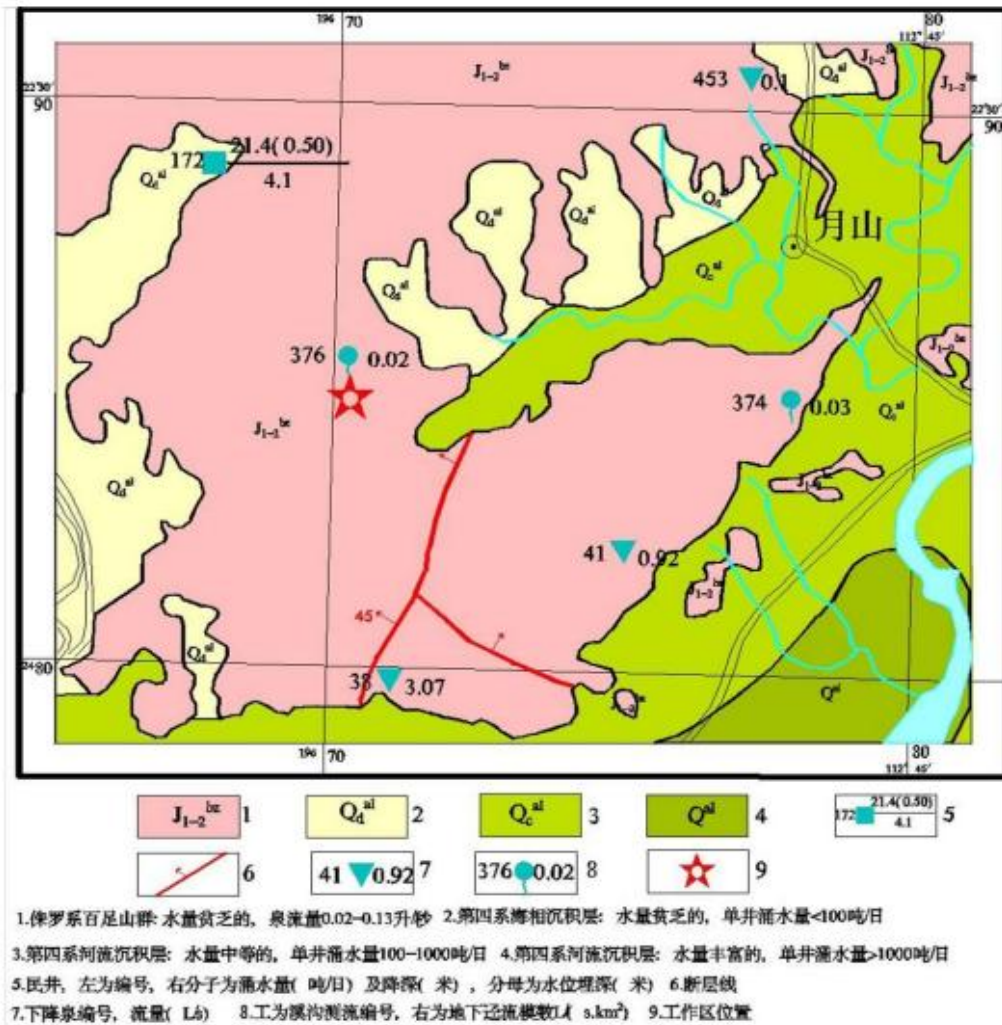 196 70 80
112° 45′
J1-2bz J1-2bz
453 0.1 Qdal J1-2bz
22°30′
90 22°30′
90
172 21.4(0.50)
4.1
Qdal
Qdal Qdal Qdal
月山
Qcal
Qdal
376 0.02 J1-2bz
374 0.03 Qcal
J1-2bz
Qdal
41 0.92
J1-2bz
45
Qdal
2480 80
38 3.07
Qal
196 70 80
112° 45′
J1-2bz 1 Qdal 2 Qcal 3 Qal 4 172 21.4(0.50) 5
4.1
6 41 0.92 7 376 0.02 8 9
1.侏罗系百足山群: 水量贫乏的, 泉流量0.02-0.13升/秒 2.第四系海相沉积层: 水量贫乏的, 单井涌水量<100吨/日
3.第四系河流沉积层: 水量中等的, 单井涌水量100-1000吨/日 4.第四系河流沉积层: 水量丰富的, 单井涌水量>1000吨/日
5.民井, 左为编号, 右分子为涌水量( 吨/日) 及降深( 米) , 分母为水位埋深( 米) 6.断层线
7.下降泉编号, 流量( L/s) 8.工为溪沟测流编号, 右为地下迳流模数 s.km²) 9.工作区位置